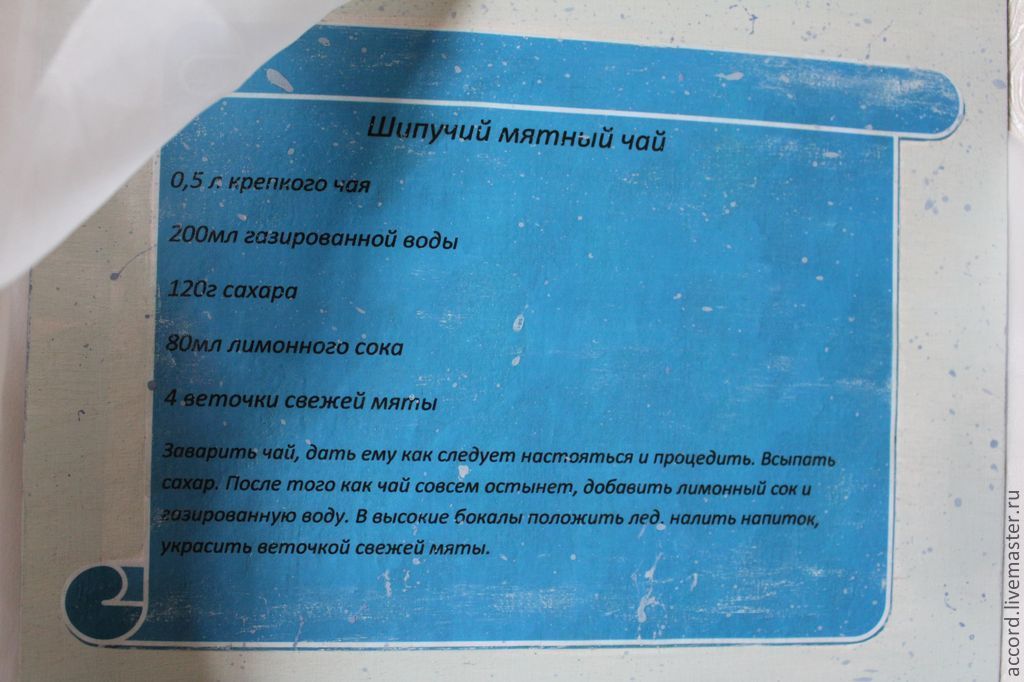 Шипучий мятный чай
0,5 л крепкого чая
200мл газированной воды
120г сахара
80мл лимонного сока
4 веточки свежей мяты
Заварить чай, дать ему как следует настояться и процедить. Всыпать
сахар. После того как чай совсем остынет, добавить лимонный сок и
газированную воду. В высокие бокалы положить лед, налить напиток,
украсить веточкой свежей мяты.
accord.livemaster.ru